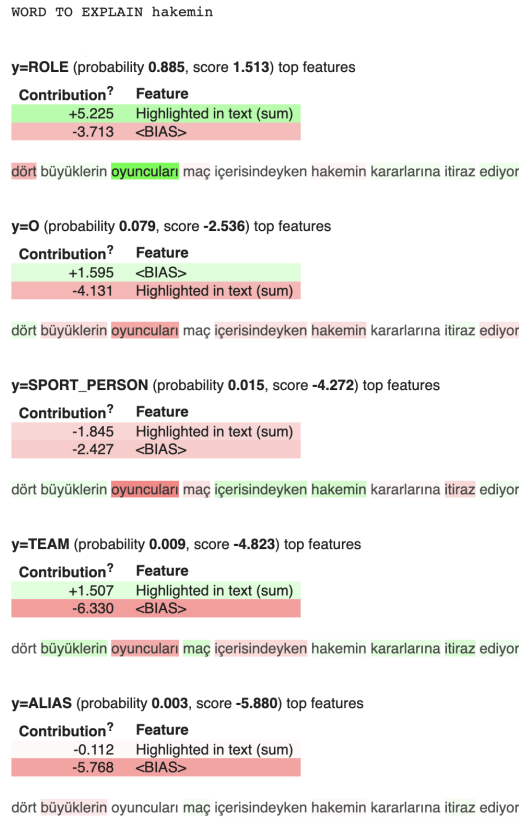 WORD TO EXPLAIN hakemin
y=ROLE (probability 0.885, score 1.513) top features
Contribution? Feature
+5.225 Highlighted in text (sum)
-3.713 <BIAS>
dört büyüklerin oyuncuları maç içerisindeyken hakemin kararlarına itiraz ediyor
y=O (probability 0.079, score -2.536) top features
Contribution? Feature
+1.595 <BIAS>
-4.131 Highlighted in text (sum)
dört büyüklerin oyuncuları maç içerisindeyken hakemin kararlarına itiraz ediyor
y=SPORT_PERSON (probability 0.015, score -4.272) top features
Contribution? Feature
-1.845 Highlighted in text (sum)
-2.427 <BIAS>
dört büyüklerin oyuncuları maç içerisindeyken hakemin kararlarına itiraz ediyor
y=TEAM (probability 0.009, score -4.823) top features
Contribution? Feature
+1.507 Highlighted in text (sum)
-6.330 <BIAS>
dört büyüklerin oyuncuları maç içerisindeyken hakemin kararlarına itiraz ediyor
y=ALIAS (probability 0.003, score -5.880) top features
Contribution? Feature
-0.112 Highlighted in text (sum)
-5.768 <BIAS>
dört büyüklerin oyuncuları maç içerisindeyken hakemin kararlarına itiraz ediyor